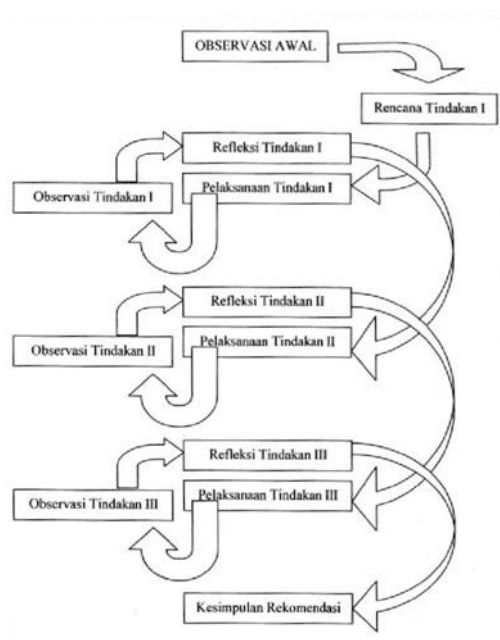 OBSERVASI AWAL
Rencana Tindakan I
Refleksi Tindakan I
Pelaksanaan Tindakan I
Observasi Tindakan I
Refleksi Tindakan II
Pelaksanaan Tindakan II
Observasi Tindakan II
Refleksi Tindakan III
Pelaksanaan Tindakan III
Observasi Tindakan III
Kesimpulan Rekomendasi